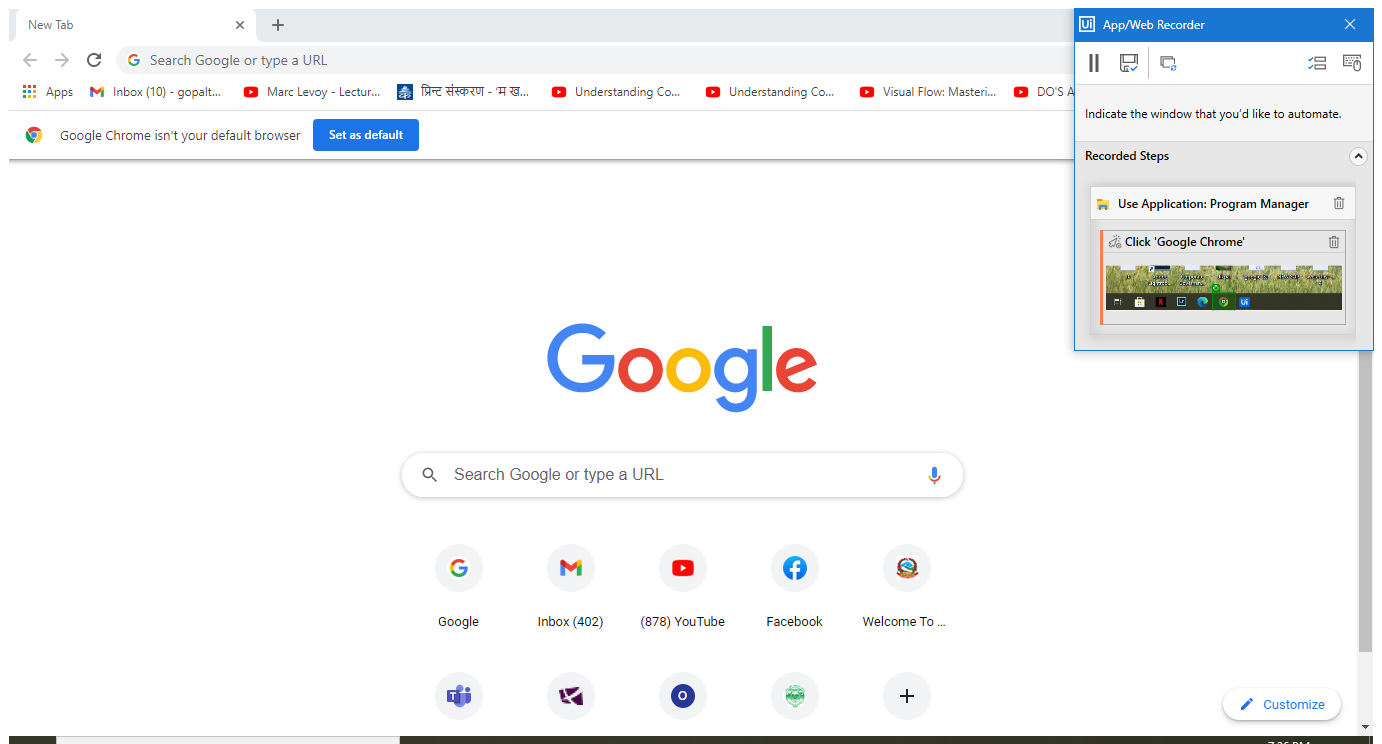 New Tab
Search Google or type a URL
Apps
Inbox (10) - gopalt...
Marc Levoy - Lectur...
प्रिन्ट संस्करण - 'म ख...
Understanding Co...
Understanding Co...
Visual Flow: Masteri...
DO'S A
Google Chrome isn't your default browser
Set as default
Ui App/Web Recorder
Indicate the window that you'd like to automate.
Recorded Steps
Use Application: Program Manager
Click 'Google Chrome'
Ui
Google
Search Google or type a URL
Google
Inbox (402)
(878) YouTube
Facebook
Welcome To ...
Customize